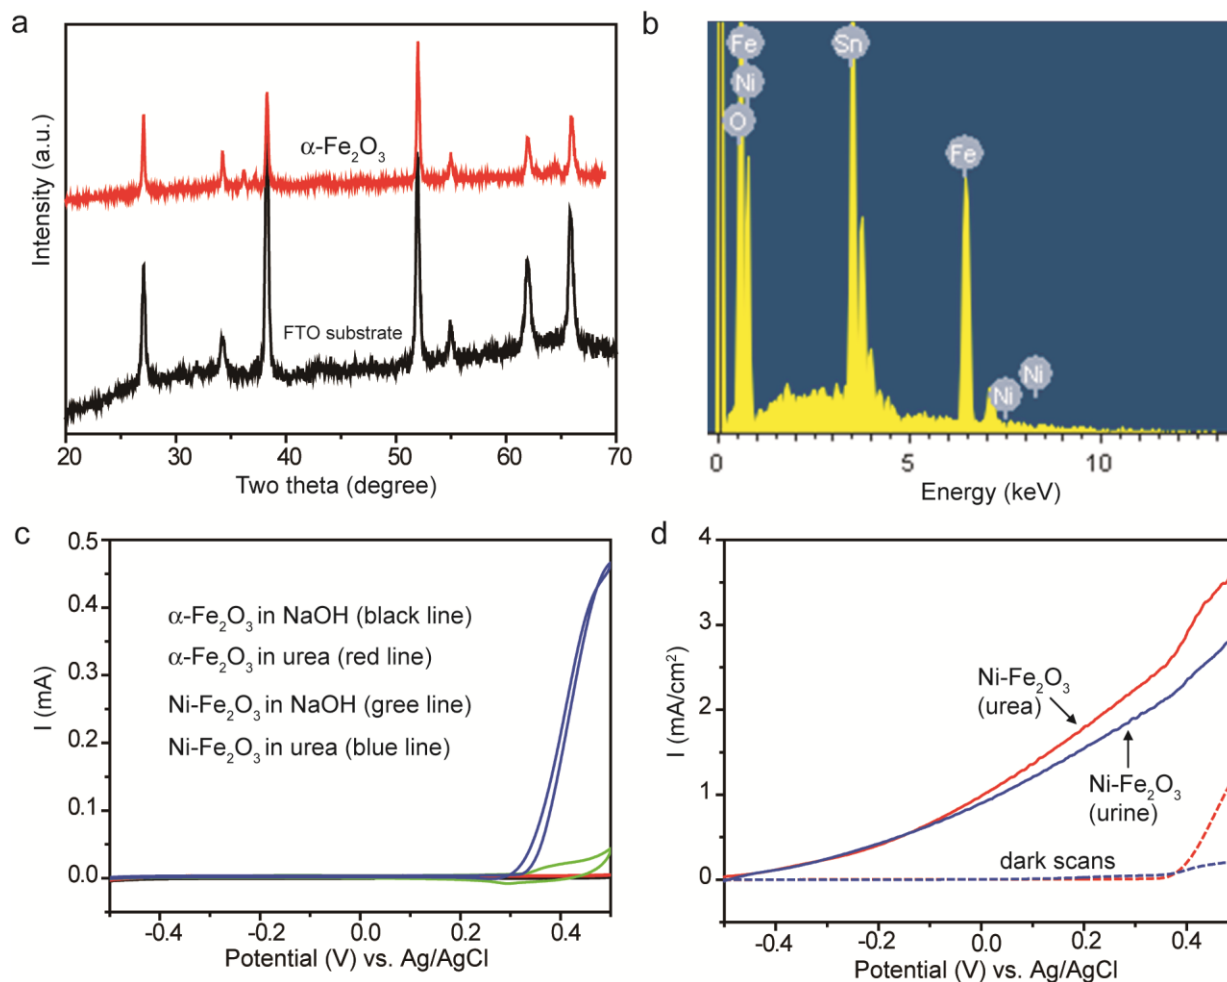 a
Intensity (a.u.)
α-Fe2O3
FTO substrate
20 30 40 50 60 70
Two theta (degree)
b
Fe
Ni
O
Sn
Fe
Ni
Ni
0 5 10
Energy (keV)
c
I (mA)
0.5
0.4
0.3
0.2
0.1
0.0
α-Fe2O3 in NaOH (black line)
α-Fe2O3 in urea (red line)
Ni-Fe2O3 in NaOH (gree line)
Ni-Fe2O3 in urea (blue line)
-0.4 -0.2 0.0 0.2 0.4
Potential (V) vs. Ag/AgCl
d
I (mA/cm2)
4
3
2
1
0
Ni-Fe2O3
(urea)
Ni-Fe2O3
(urine)
dark scans
-0.4 -0.2 0.0 0.2 0.4
Potential (V) vs. Ag/AgCl